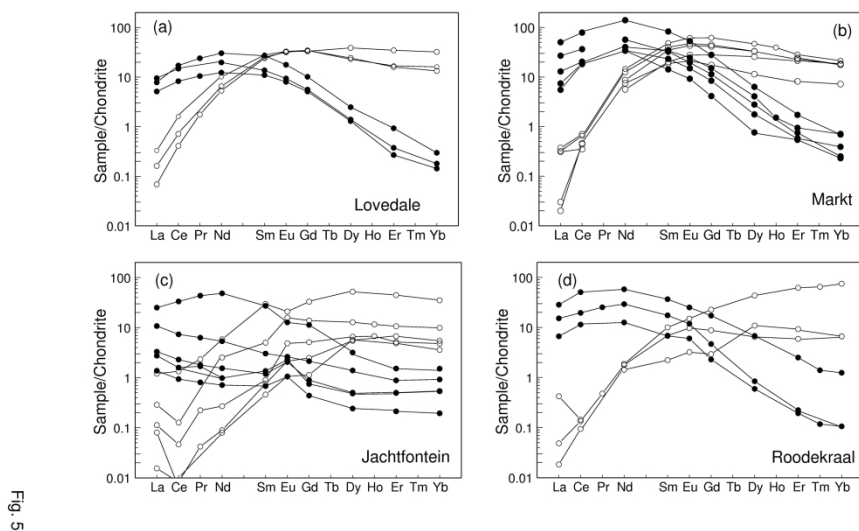 (a)
100
10
1
0.1
0.01
Sample/Chondrite
Lovedale
La Ce Pr Nd Sm Eu Gd Tb Dy Ho Er Tm Yb
(b)
100
10
1
0.1
0.01
Sample/Chondrite
Markt
La Ce Pr Nd Sm Eu Gd Tb Dy Ho Er Tm Yb
(c)
100
10
1
0.1
0.01
Sample/Chondrite
Jachtfontein
La Ce Pr Nd Sm Eu Gd Tb Dy Ho Er Tm Yb
(d)
100
10
1
0.1
0.01
Sample/Chondrite
Roodekraal
La Ce Pr Nd Sm Eu Gd Tb Dy Ho Er Tm Yb
Fig. 5